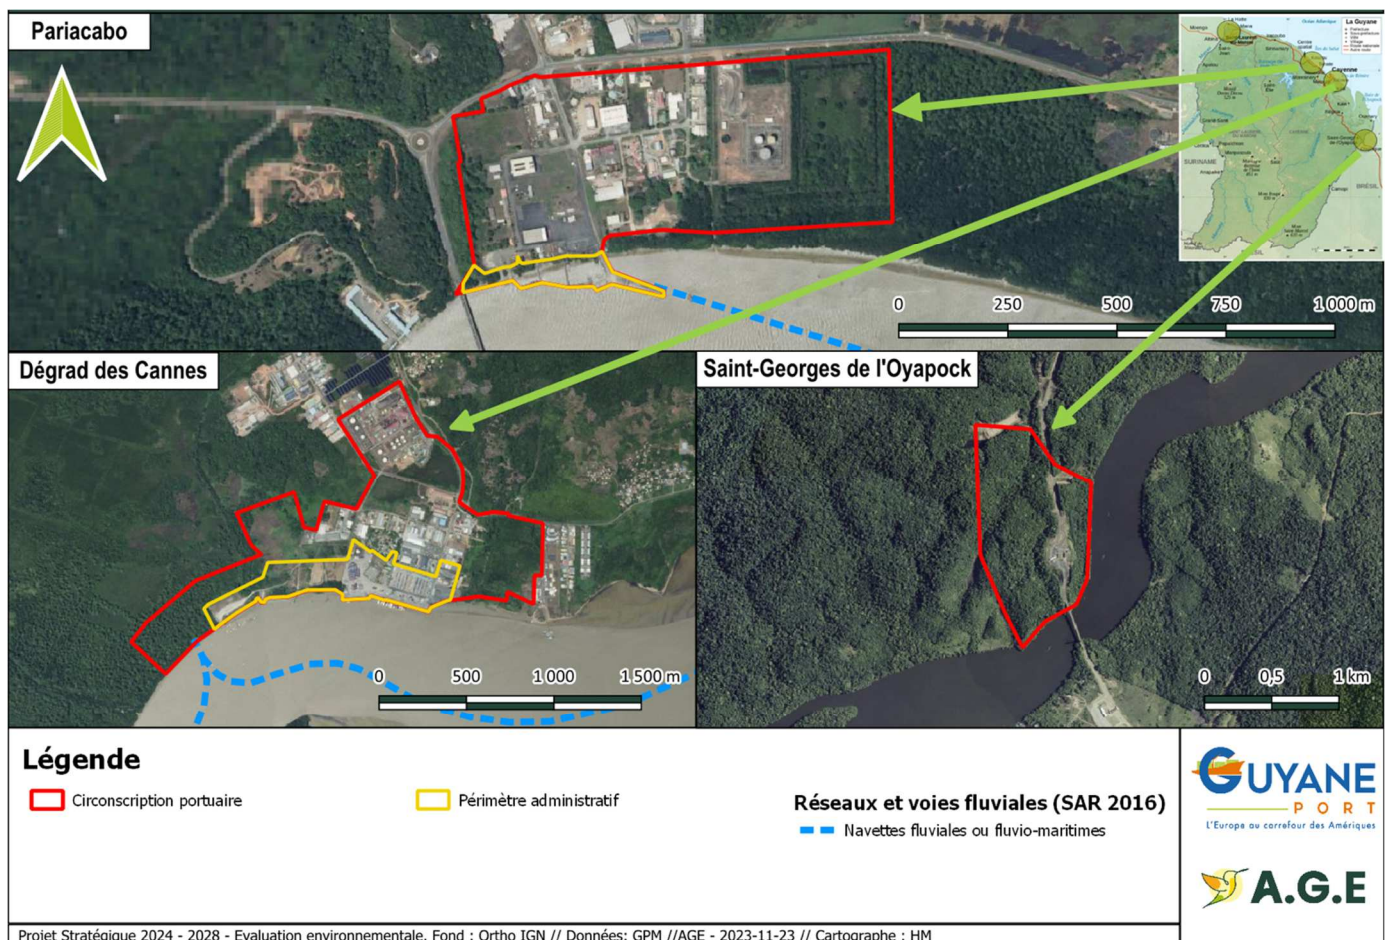 Pariacabo
La Guyane
Cayenne
SURINAME
BRÉSIL
0 250 500 750 1 000 m
Dégrad des Cannes
Saint-Georges de l'Oyapock
0 500 1 000 1 500 m
0 0,5 1 km
Légende
Circonscription portuaire
Périmètre administratif
Réseaux et voies fluviales (SAR 2016)
Navettes fluviales ou fluvio-maritimes
GUYANE
PORT
L'Europe au carrefour des Amériques
A.G.E
Projet Stratégique 2024 - 2028 - Evaluation environnementale. Fond : Ortho IGN // Données: GPM //AGE - 2023-11-23 // Cartographe : HM